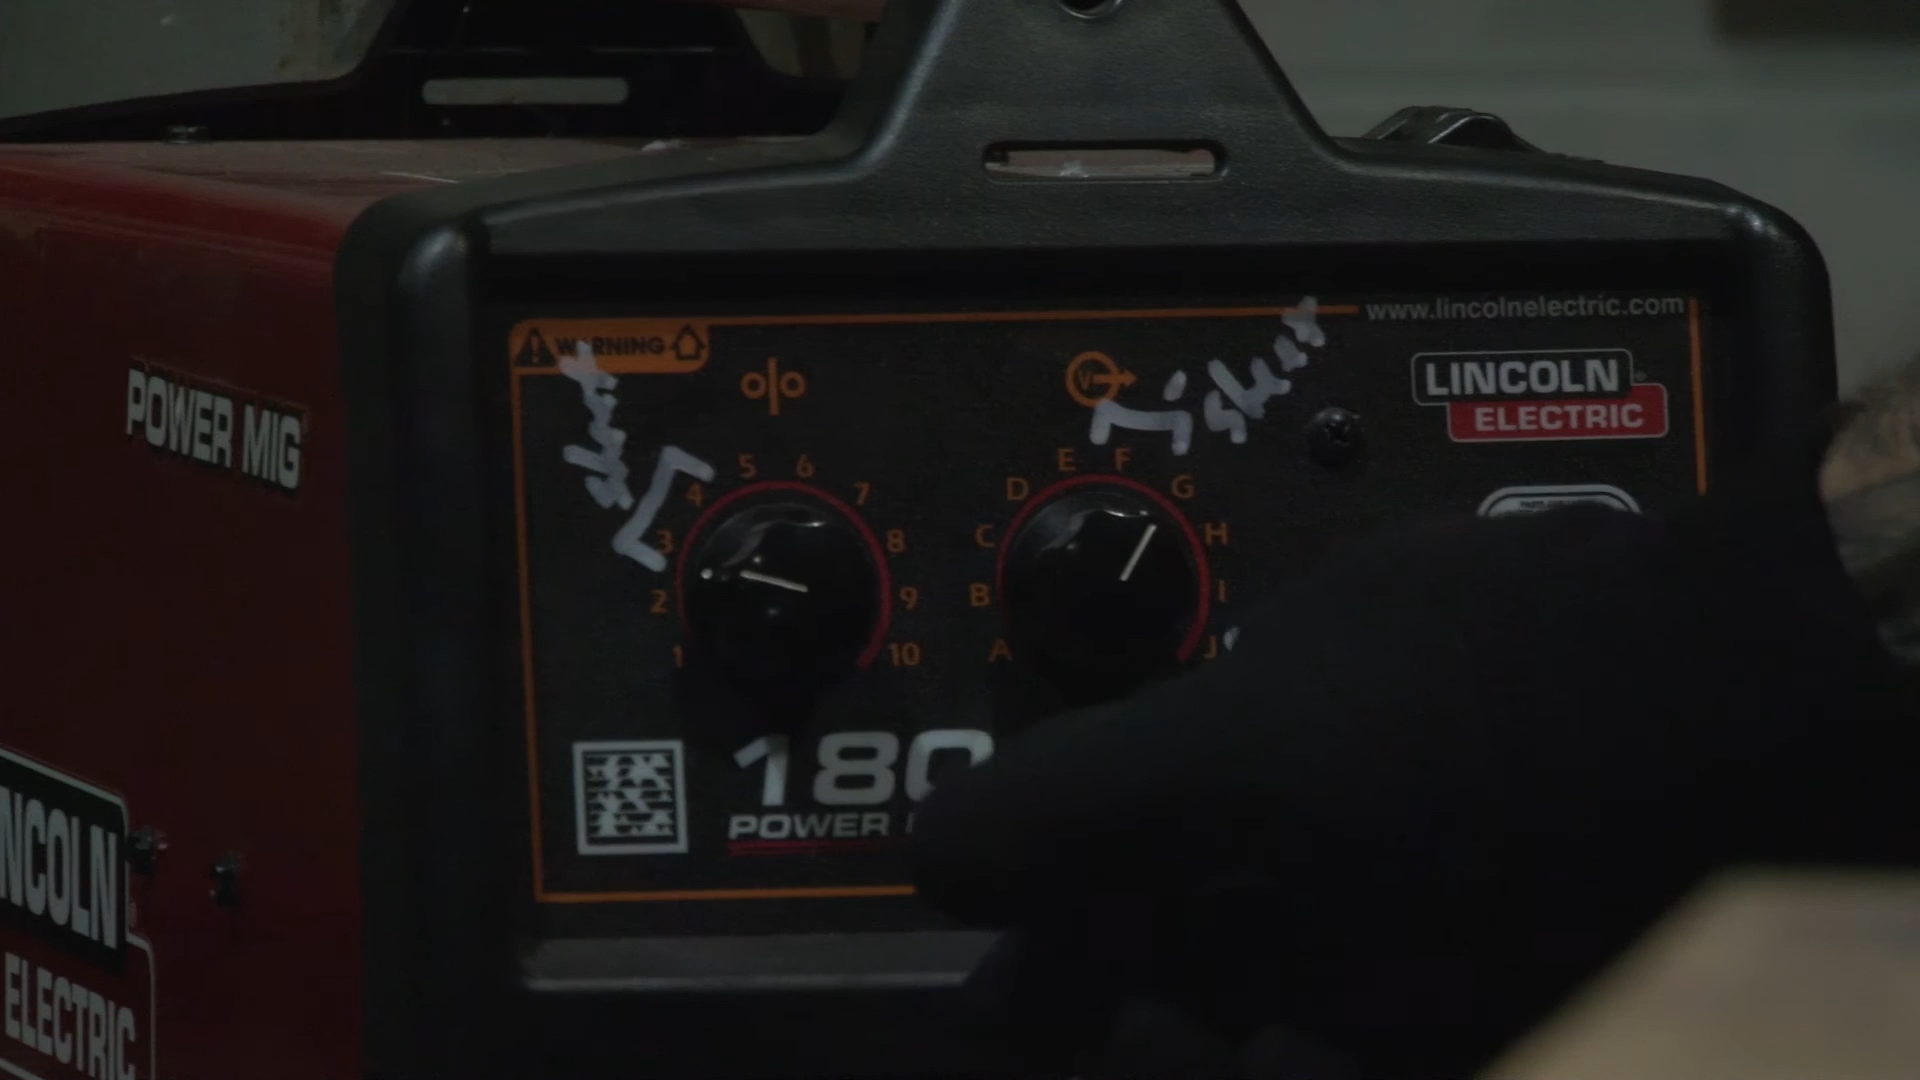 www.lincolnelectric.com
WARNING
LINCOLN
ELECTRIC
POWER MIG
V
E F
D G
C H
B I
A J
5 6
4 7
3 8
2 9
1 10
180
POWER
LINCOLN
ELECTRIC